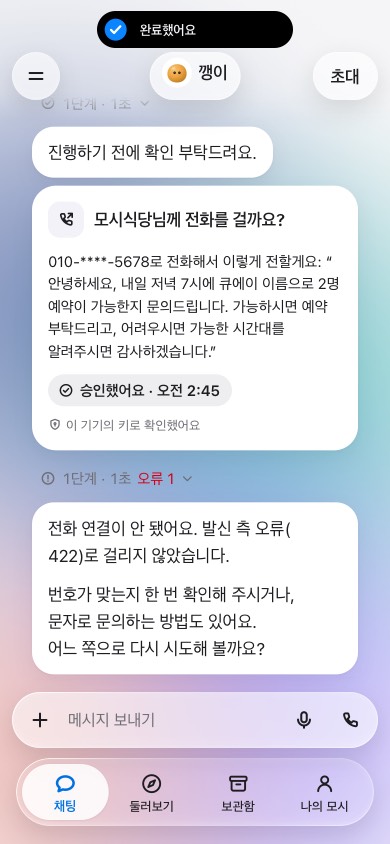 완료했어요
깽이
초대
1단계 · 1초
진행하기 전에 확인 부탁드려요.
모시식당님께 전화를 걸까요?
010-****-5678로 전화해서 이렇게 전할게요: “
안녕하세요, 내일 저녁 7시에 큐에이 이름으로 2명
예약이 가능한지 문의드립니다. 가능하시면 예약
부탁드리고, 어려우시면 가능한 시간대를
알려주시면 감사하겠습니다.”
승인했어요 · 오전 2:45
이 기기의 키로 확인했어요
1단계 · 1초 오류 1
전화 연결이 안 됐어요. 발신 측 오류(
422)로 걸리지 않았습니다.
번호가 맞는지 한 번 확인해 주시거나,
문자로 문의하는 방법도 있어요.
어느 쪽으로 다시 시도해 볼까요?
메시지 보내기
채팅
둘러보기
보관함
나의 모시